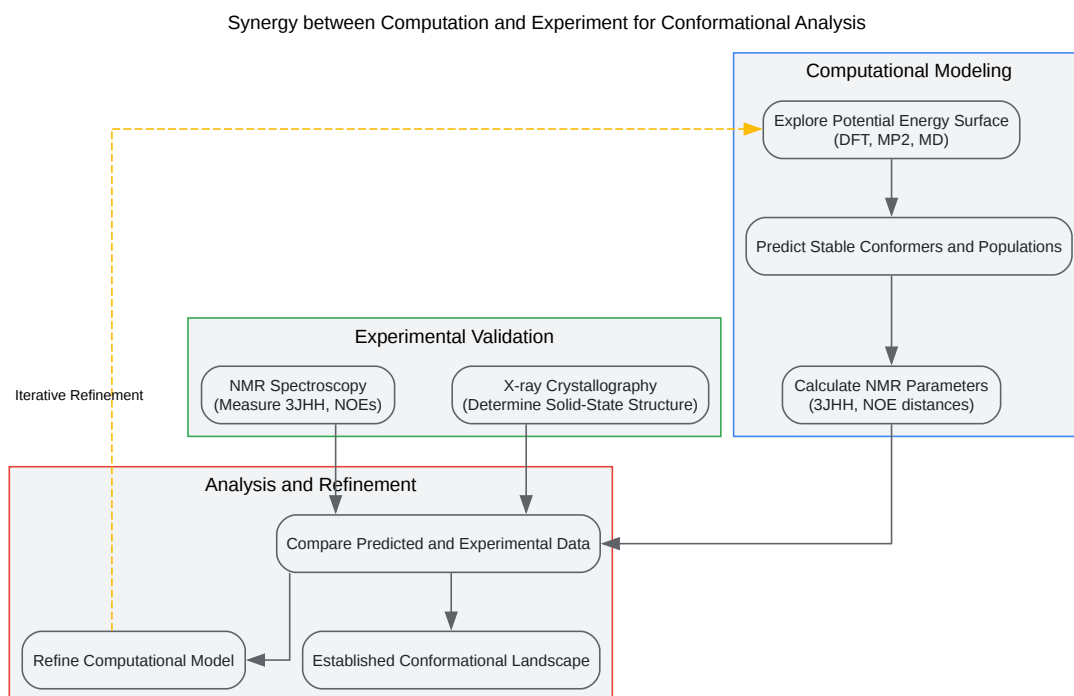 Synergy between Computation and Experiment for Conformational Analysis
Computational Modeling
Explore Potential Energy Surface
(DFT, MP2, MD)
Predict Stable Conformers and Populations
Experimental Validation
NMR Spectroscopy
(Measure 3JHH, NOEs)
X-ray Crystallography
(Determine Solid-State Structure)
Calculate NMR Parameters
(3JHH, NOE distances)
Iterative Refinement
Analysis and Refinement
Compare Predicted and Experimental Data
Refine Computational Model
Established Conformational Landscape